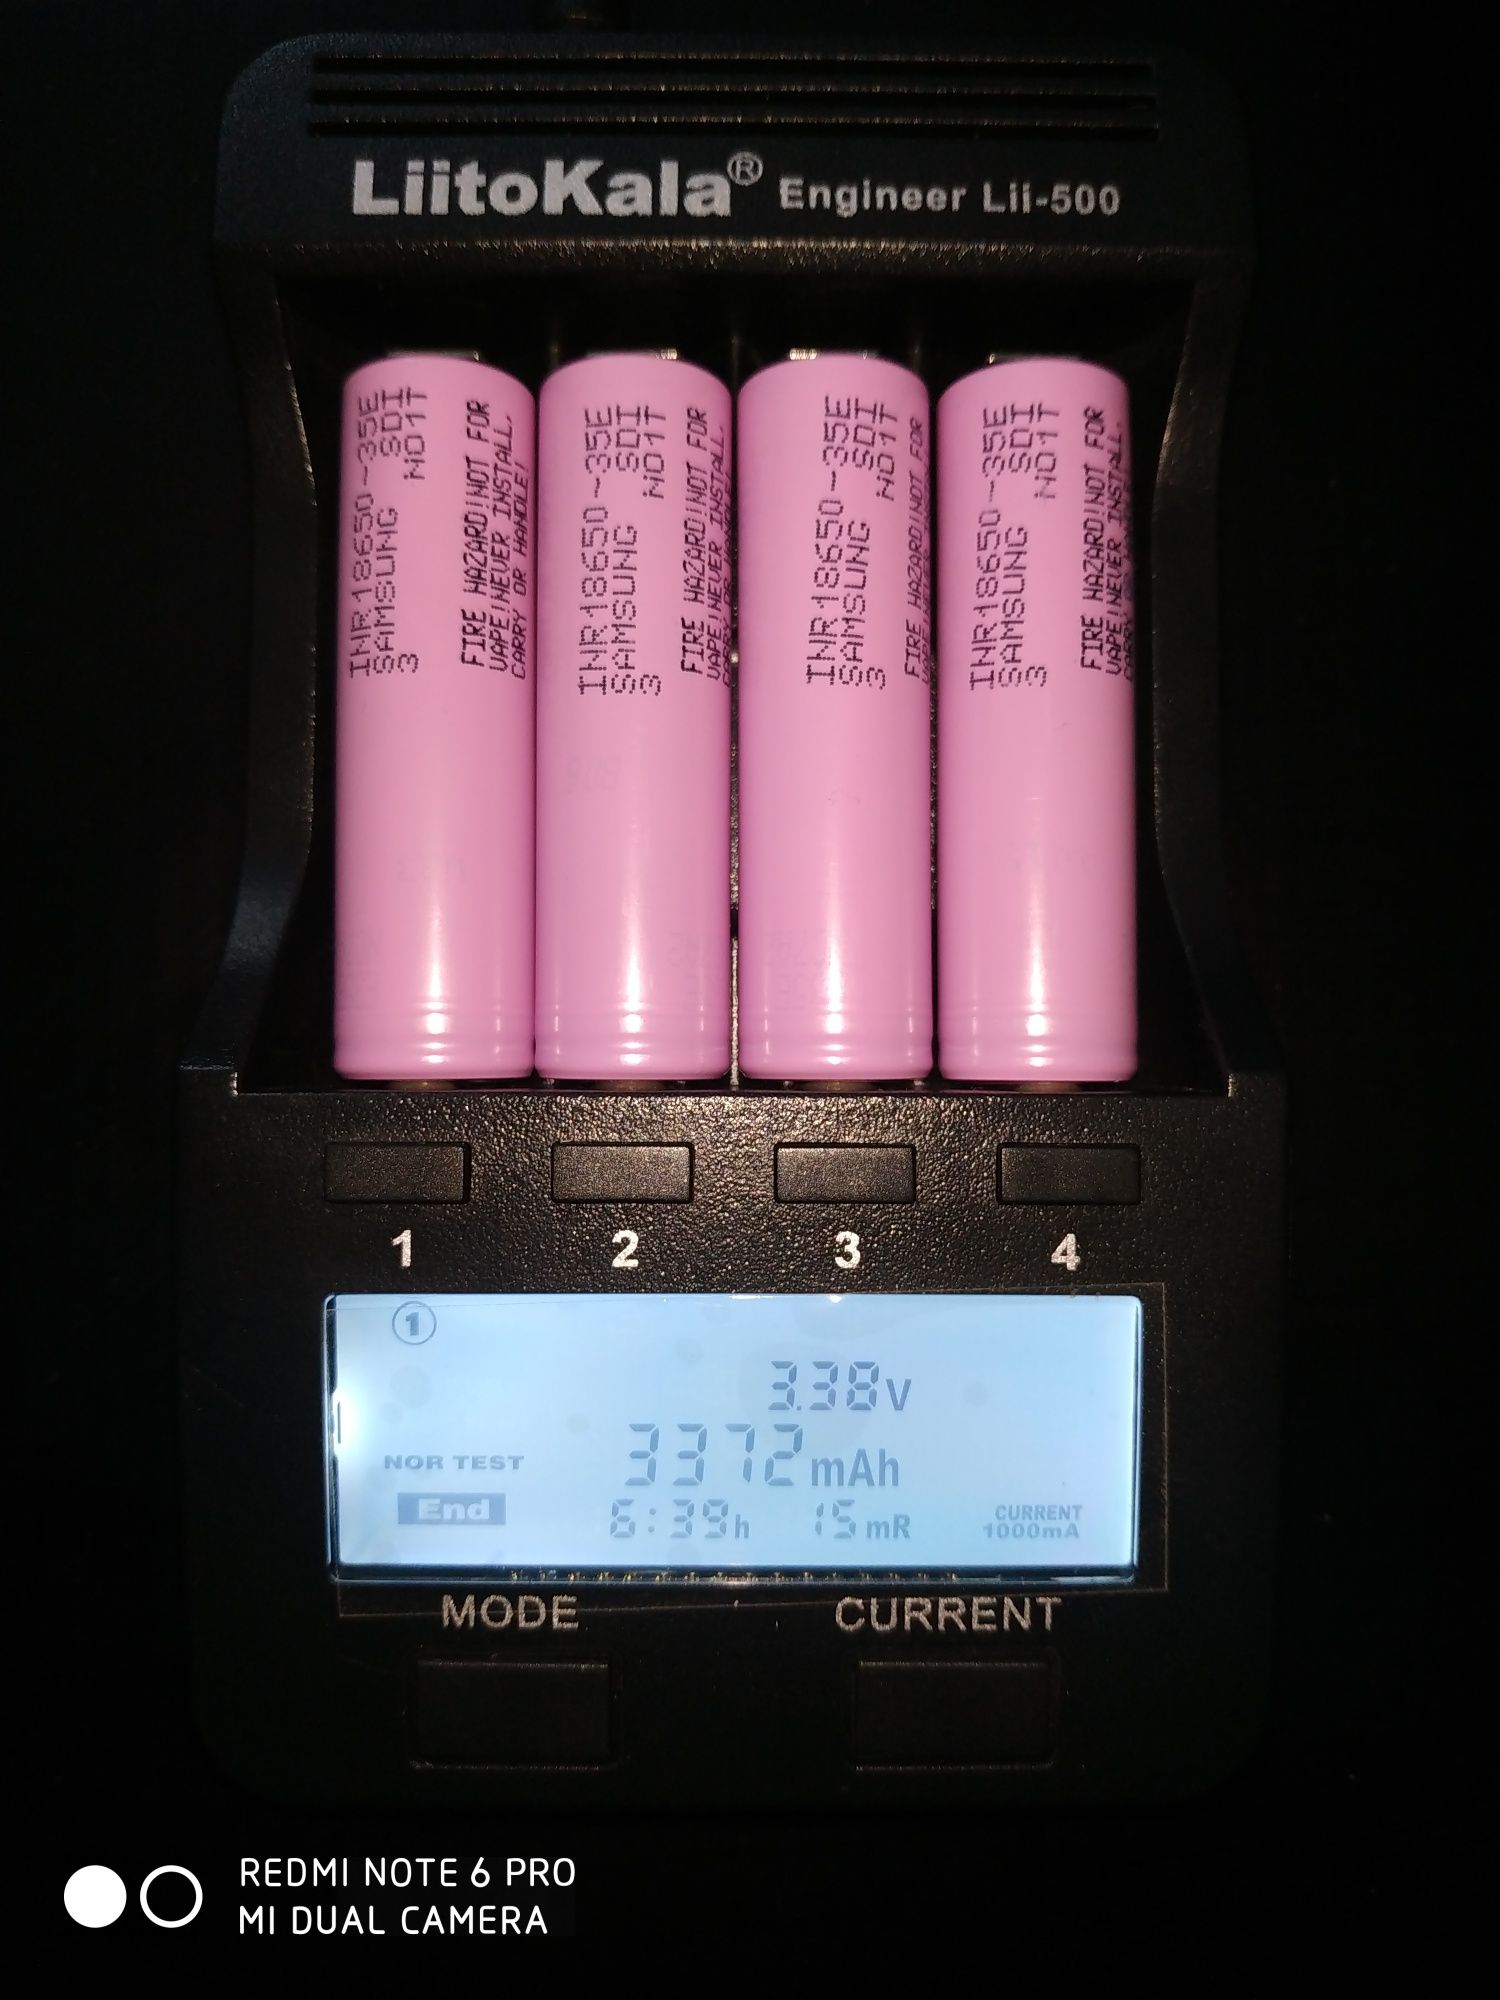 LiitoKala® Engineer Lii-500
INR18650-35E
SAMSUNG SDI
3 NO1T
FIRE HAZARD!NOT FOR
VAPE!NEVER INSTALL,
CARRY OR HANDLE!
INR18650-35E
SAMSUNG SDI
3 NO1T
FIRE HAZARD!NOT FOR
VAPE!NEVER INSTALL,
INR18650-35E
SAMSUNG SDI
3 NO1T
FIRE HAZARD!NOT FOR
INR18650-35E
SAMSUNG SDI
3 NO1T
FIRE HAZARD!NOT FOR
VAPE!NEVER INSTALL,
1 2 3 4
1
3.38V
3372mAh
NOR TEST
End
6:39h 15mR
CURRENT
1000mA
MODE CURRENT
REDMI NOTE 6 PRO
MI DUAL CAMERA